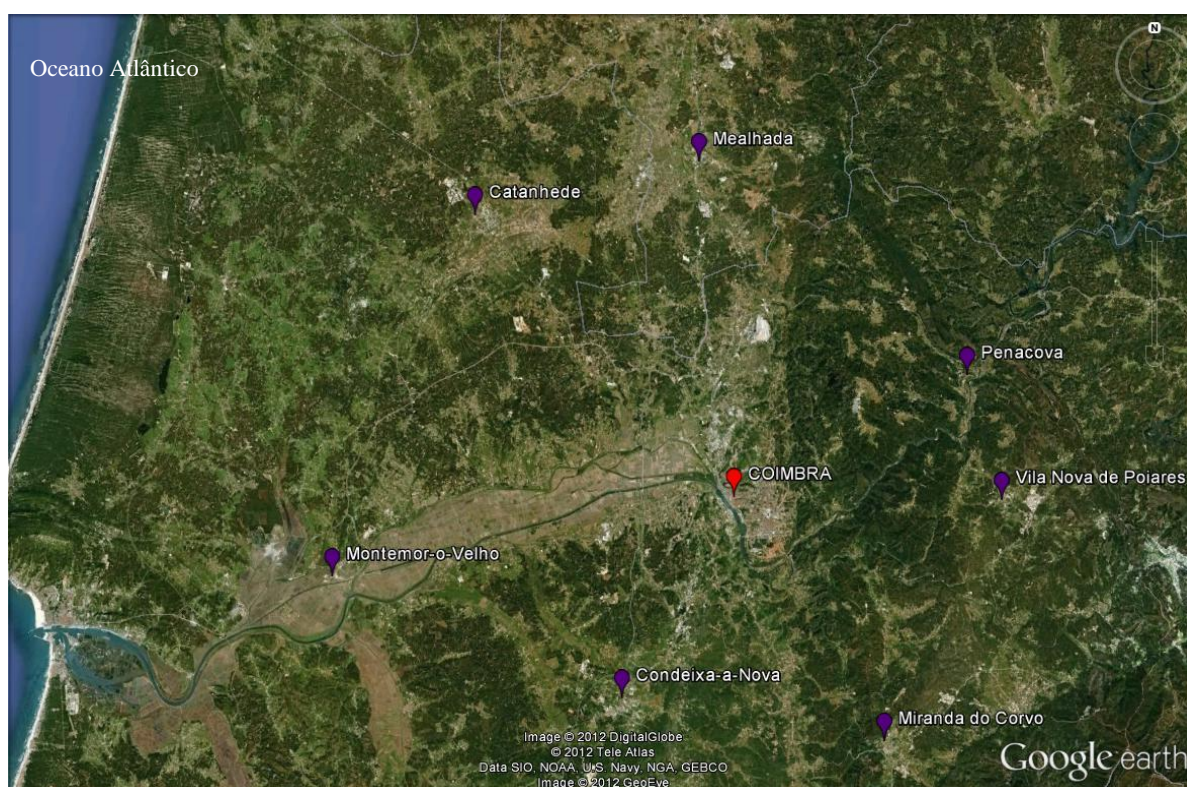 N
Oceano Atlântico
Mealhada
Catanhede
Penacova
COIMBRA
Vila Nova de Poiares
Montemor-o-Velho
Condeixa-a-Nova
Miranda do Corvo
Image © 2012 DigitalGlobe
© 2012 Tele Atlas
Data SIO, NOAA, U.S. Navy, NGA, GEBCO
Image © 2012 GeoEye
Google earth